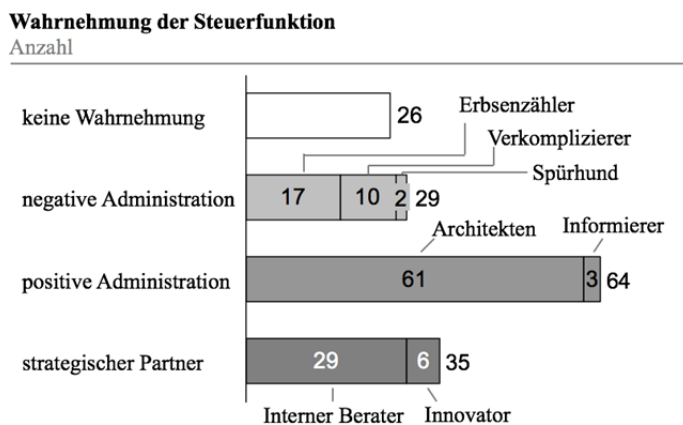 Wahrnehmung der Steuerfunktion
Anzahl
keine Wahrnehmung
26
Erbsenzähler
Verkomplizierer
Spürhund
negative Administration
17 10 2 29
Architekten
Informierer
positive Administration
61 3 64
strategischer Partner
29 6 35
Interner Berater
Innovator